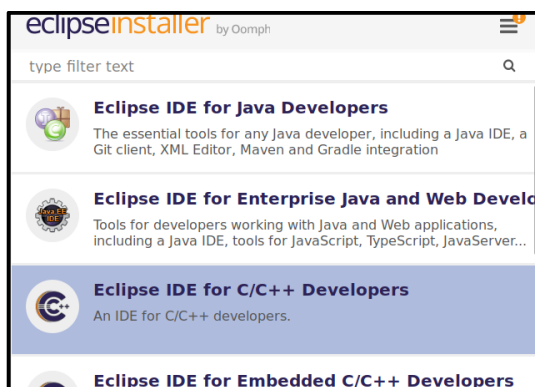 eclipseinstaller by Oomph
type filter text
Eclipse IDE for Java Developers
The essential tools for any Java developer, including a Java IDE, a
Git client, XML Editor, Maven and Gradle integration
Java EE
IDE
Eclipse IDE for Enterprise Java and Web Develo
Tools for developers working with Java and Web applications,
including a Java IDE, tools for JavaScript, TypeScript, JavaServer...
C++
Eclipse IDE for C/C++ Developers
An IDE for C/C++ developers.
Eclipse IDE for Embedded C/C++ Developers